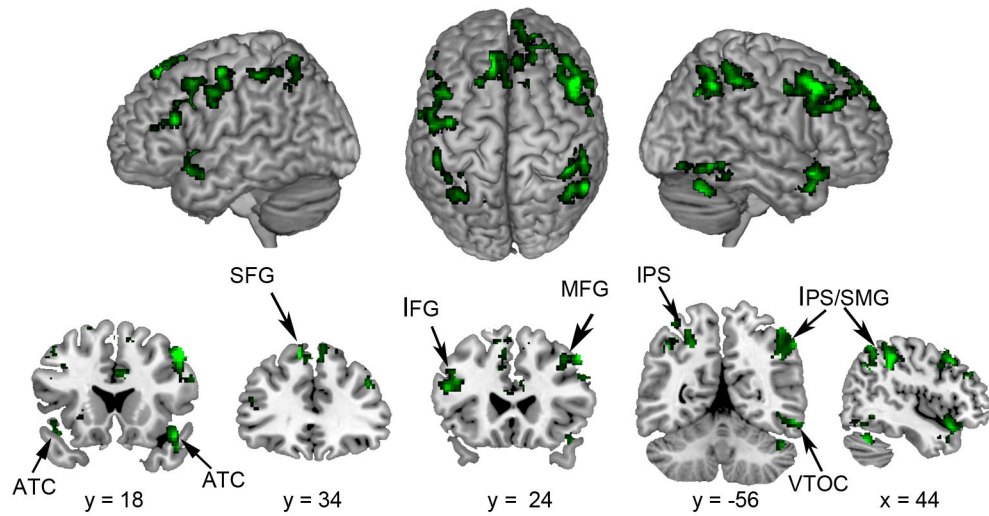 SFG
IFG
MFG
IPS
IPS/SMG
ATC
ATC
VTOC
y = 18
y = 34
y = 24
y = -56
x = 44